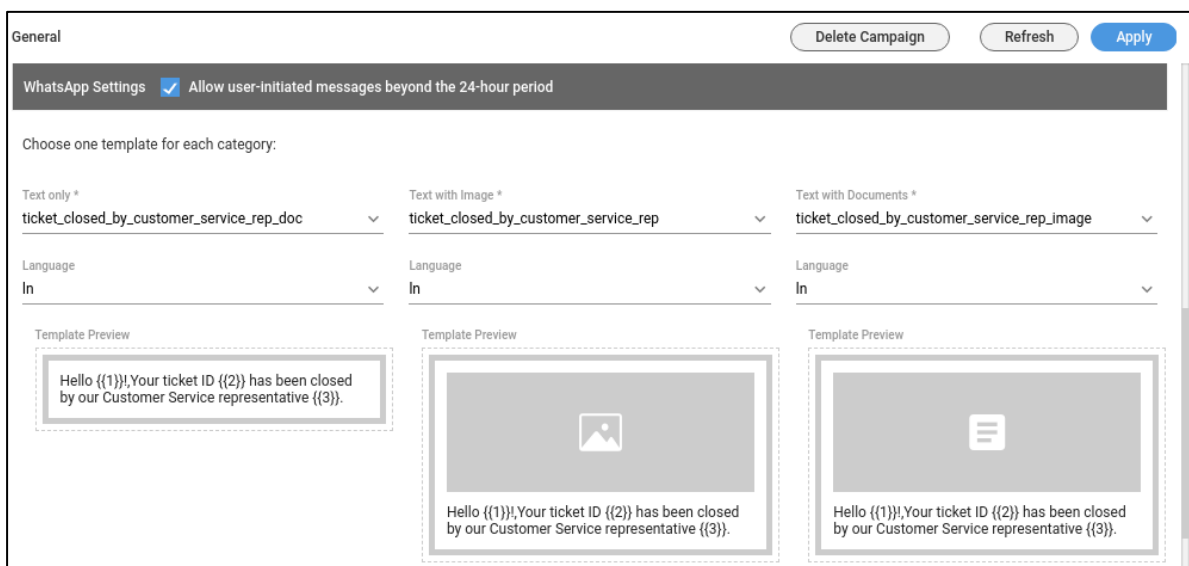 General
Delete Campaign
Refresh
Apply
WhatsApp Settings
Allow user-initiated messages beyond the 24-hour period
Choose one template for each category:
Text only *
ticket_closed_by_customer_service_rep_doc
Text with Image *
ticket_closed_by_customer_service_rep
Text with Documents *
ticket_closed_by_customer_service_rep_image
Language
In
Language
In
Language
In
Template Preview
Hello {{1}}!,Your ticket ID {{2}} has been closed
by our Customer Service representative {{3}}.
Template Preview
Hello {{1}}!,Your ticket ID {{2}} has been closed
by our Customer Service representative {{3}}.
Template Preview
Hello {{1}}!,Your ticket ID {{2}} has been closed
by our Customer Service representative {{3}}.